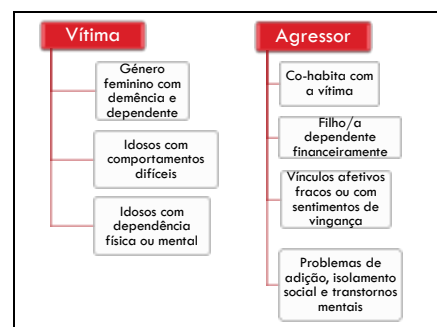 Vítima
Género
feminino com
demência e
dependente
Idosos com
comportamentos
difíceis
Idosos com
dependência
física ou mental
Agressor
Co-habita com
a vítima
Filho/a
dependente
financeiramente
Vínculos afetivos
fracos ou com
sentimentos de
vingança
Problemas de
adição, isolamento
social e transtornos
mentais